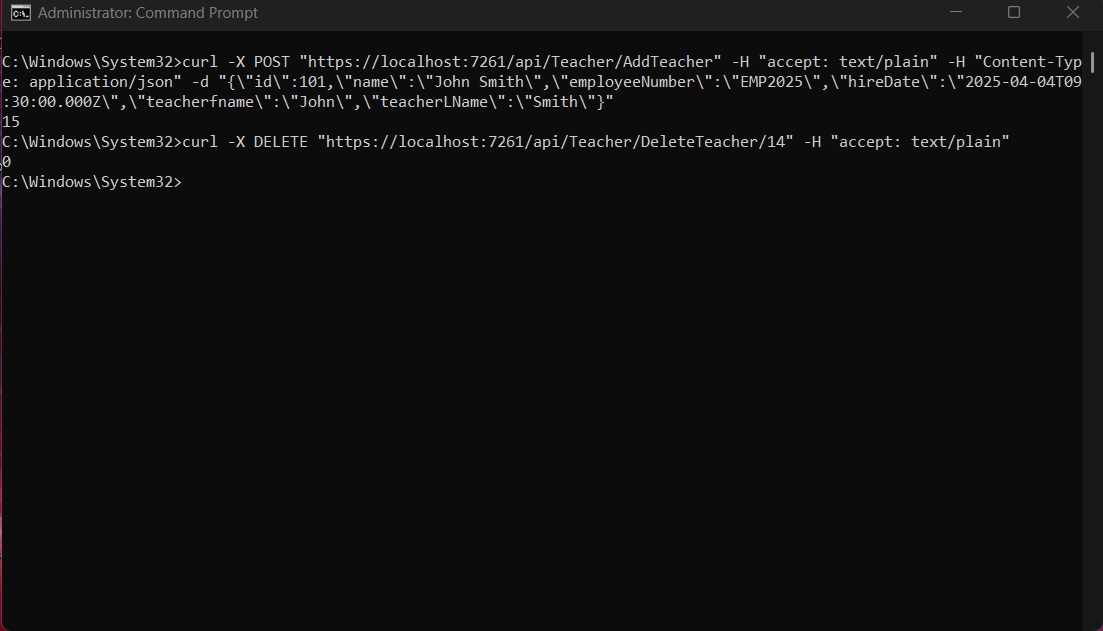 Administrator: Command Prompt
C:\Windows\System32>curl -X POST "https://localhost:7261/api/Teacher/AddTeacher" -H "accept: text/plain" -H "Content-Typ
e: application/json" -d "{\"id\":101,\"name\":\"John Smith\",\"employeeNumber\":\"EMP2025\",\"hireDate\":\"2025-04-04T09
:30:00.000Z\",\"teacherfname\":\"John\",\"teacherLName\":\"Smith\"}"
15
C:\Windows\System32>curl -X DELETE "https://localhost:7261/api/Teacher/DeleteTeacher/14" -H "accept: text/plain"
0
C:\Windows\System32>